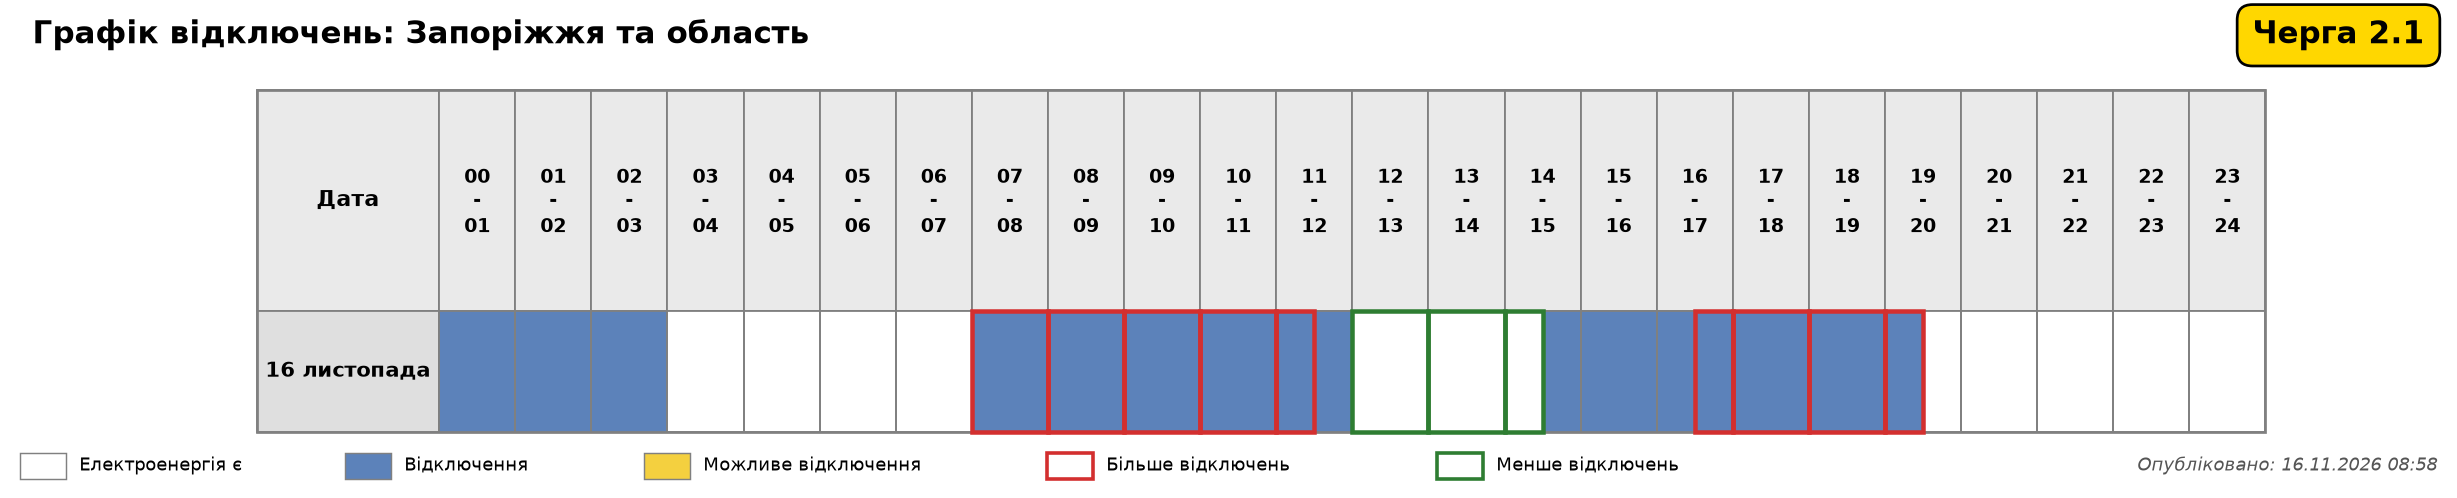 Графік відключень: Запоріжжя та область
Черга 2.1
Дата
00 - 01
01 - 02
02 - 03
03 - 04
04 - 05
05 - 06
06 - 07
07 - 08
08 - 09
09 - 10
10 - 11
11 - 12
12 - 13
13 - 14
14 - 15
15 - 16
16 - 17
17 - 18
18 - 19
19 - 20
20 - 21
21 - 22
22 - 23
23 - 24
16 листопада
Електроенергія є
Відключення
Можливе відключення
Більше відключень
Менше відключень
Опубліковано: 16.11.2026 08:58